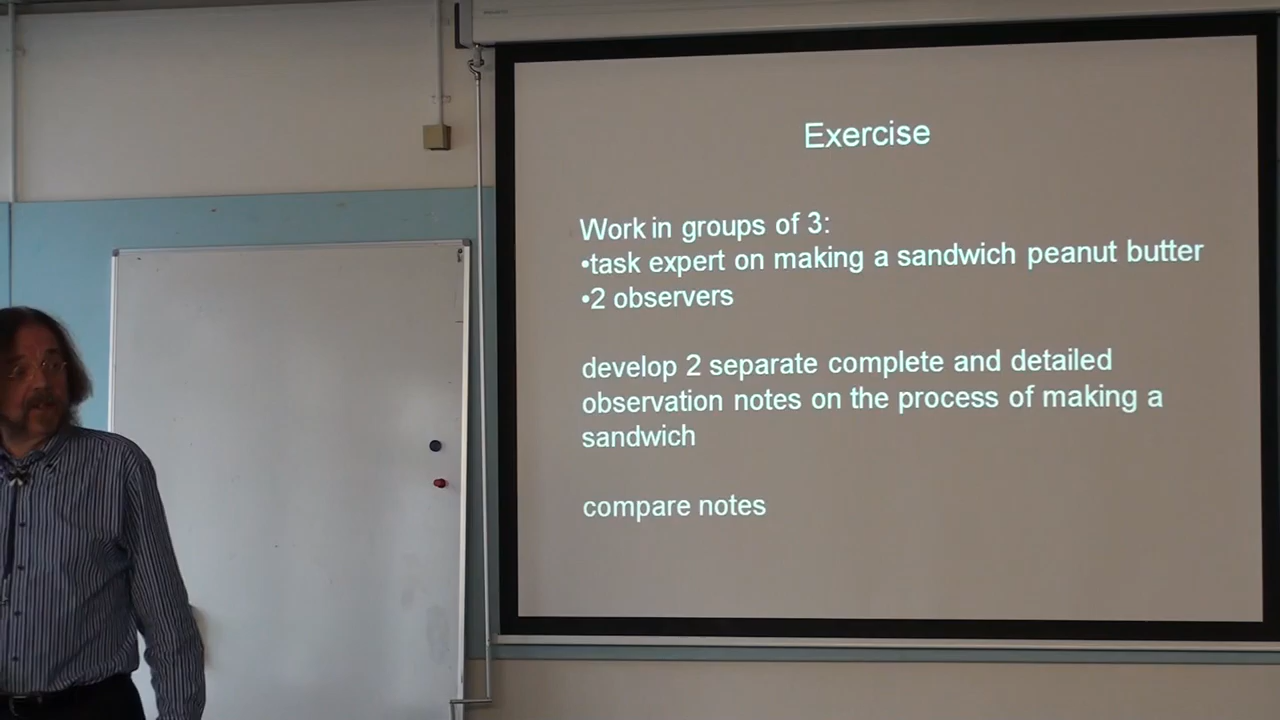 Exercise
Work in groups of 3:
•task expert on making a sandwich peanut butter
•2 observers
develop 2 separate complete and detailed
observation notes on the process of making a
sandwich
compare notes